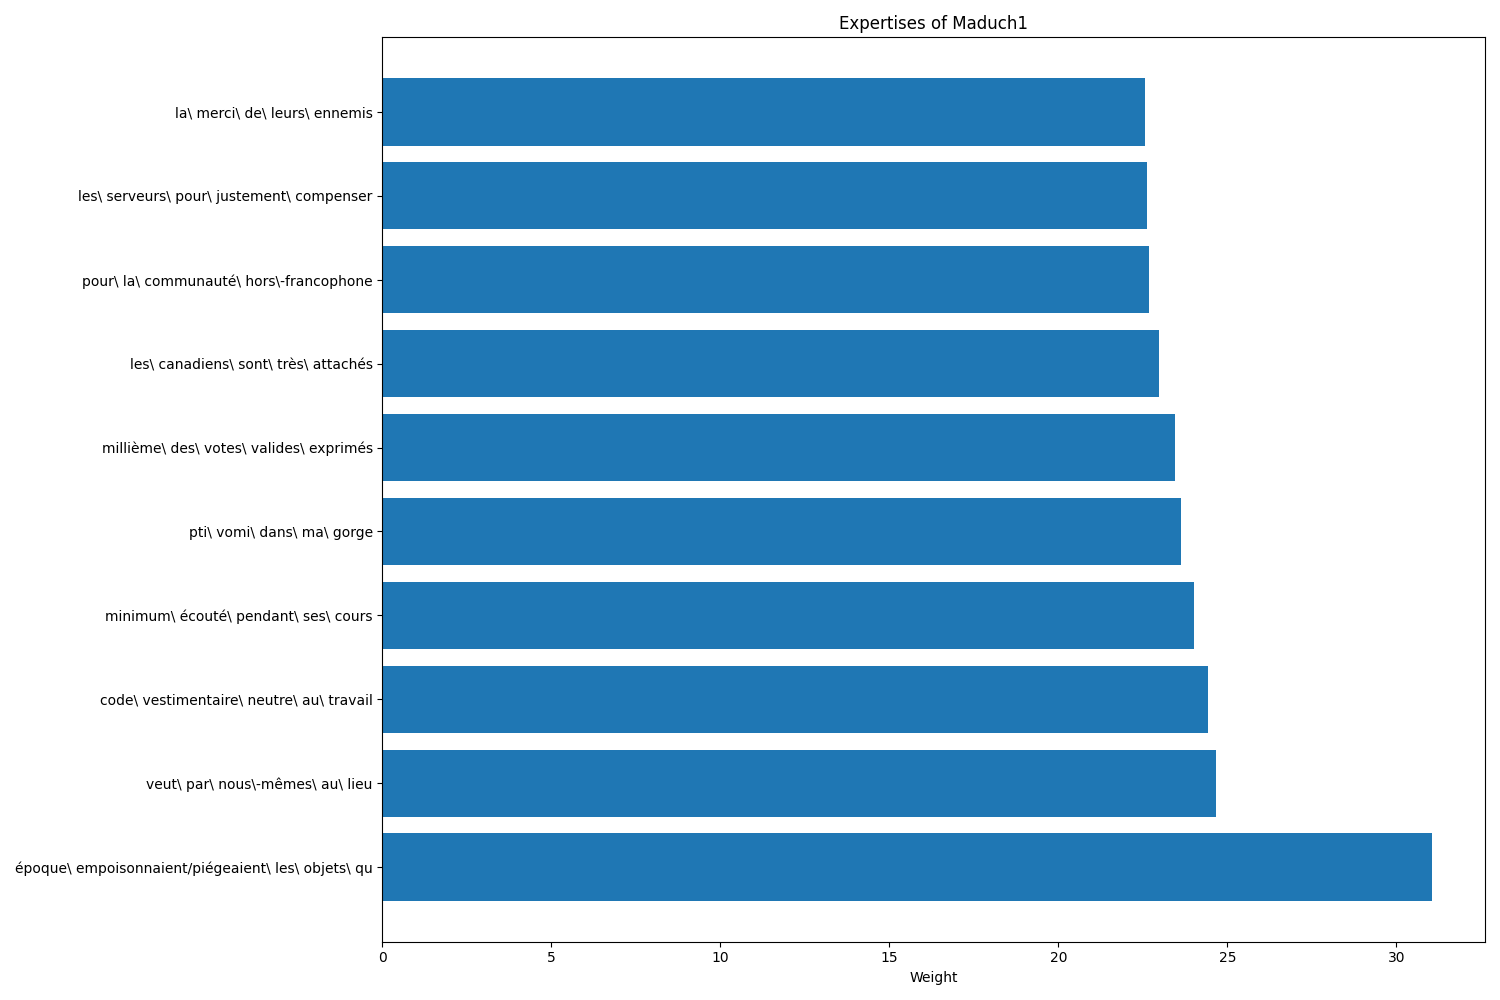 Expertises of Maduch1
la\ merci\ de\ leurs\ ennemis
les\ serveurs\ pour\ justement\ compenser
pour\ la\ communauté\ hors\-francophone
les\ canadiens\ sont\ très\ attachés
millième\ des\ votes\ valides\ exprimés
pti\ vomi\ dans\ ma\ gorge
minimum\ écouté\ pendant\ ses\ cours
code\ vestimentaire\ neutre\ au\ travail
veut\ par\ nous\-mêmes\ au\ lieu
époque\ empoisonnaient/piégeaient\ les\ objets\ qu
0 5 10 15 20 25 30
Weight